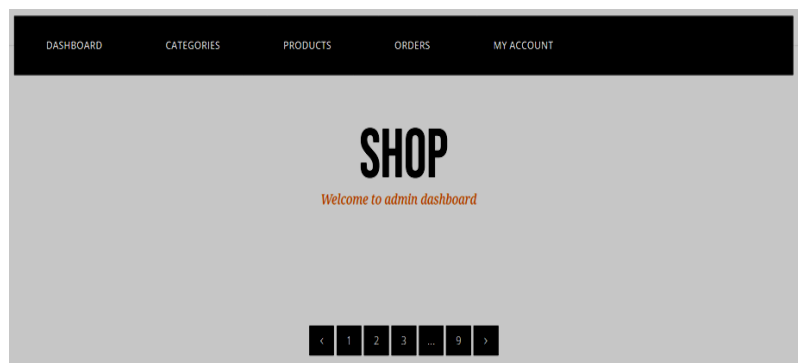 DASHBOARD CATEGORIES PRODUCTS ORDERS MY ACCOUNT
SHOP
Welcome to admin dashboard
‹ 1 2 3 ... 9 ›